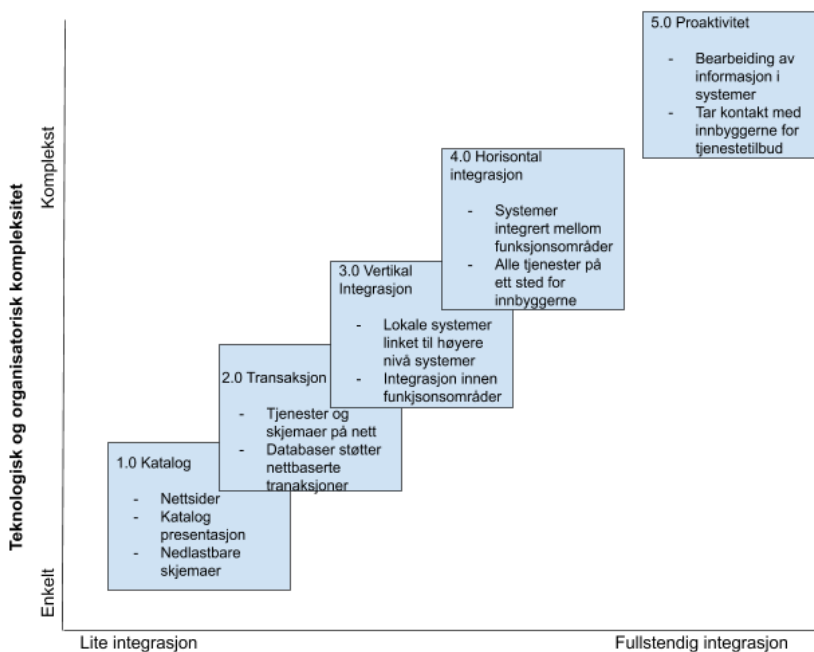 5.0 Proaktivitet
- Bearbeiding av
informasjon i
systemer
- Tar kontakt med
innbyggerne for
tjenestetilbud
4.0 Horisontal
integrasjon
- Systemer
integrert mellom
funksjonsområder
- Alle tjenester på
ett sted for
innbyggerne
3.0 Vertikal
Integrasjon
- Lokale systemer
linket til høyere
nivå systemer
- Integrasjon innen
funkjsonsområder
2.0 Transaksjon
- Tjenester og
skjemaer på nett
- Databaser støtter
nettbaserte
tranaksjoner
1.0 Katalog
- Nettsider
- Katalog
presentasjon
- Nedlastbare
skjemaer
Teknologisk og organisatorisk kompleksitet
Komplekst
Enkelt
Lite integrasjon
Fullstendig integrasjon